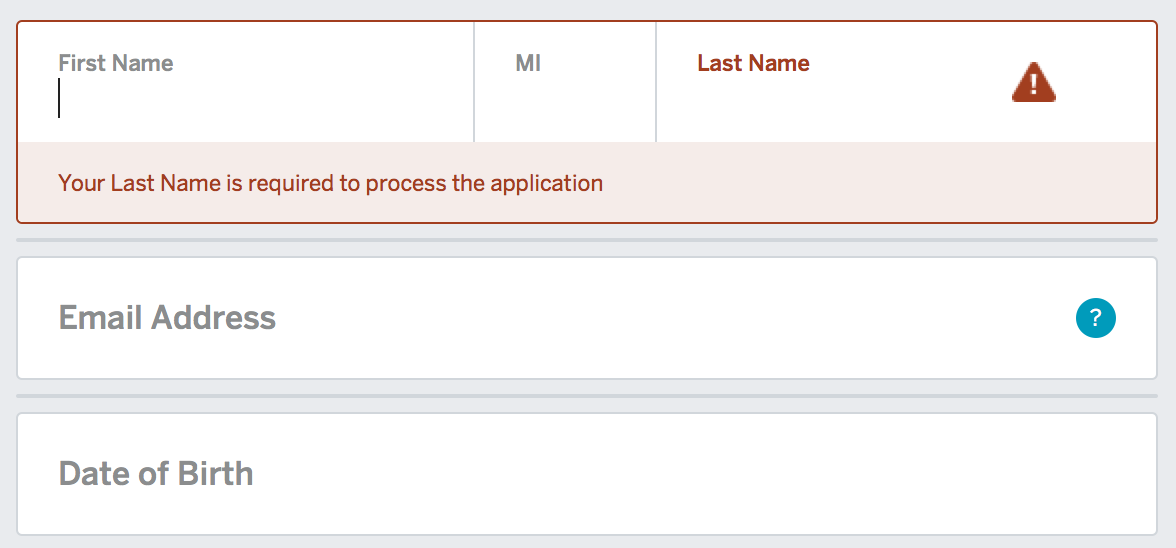 First Name MI Last Name
!
Your Last Name is required to process the application
Email Address ?
Date of Birth